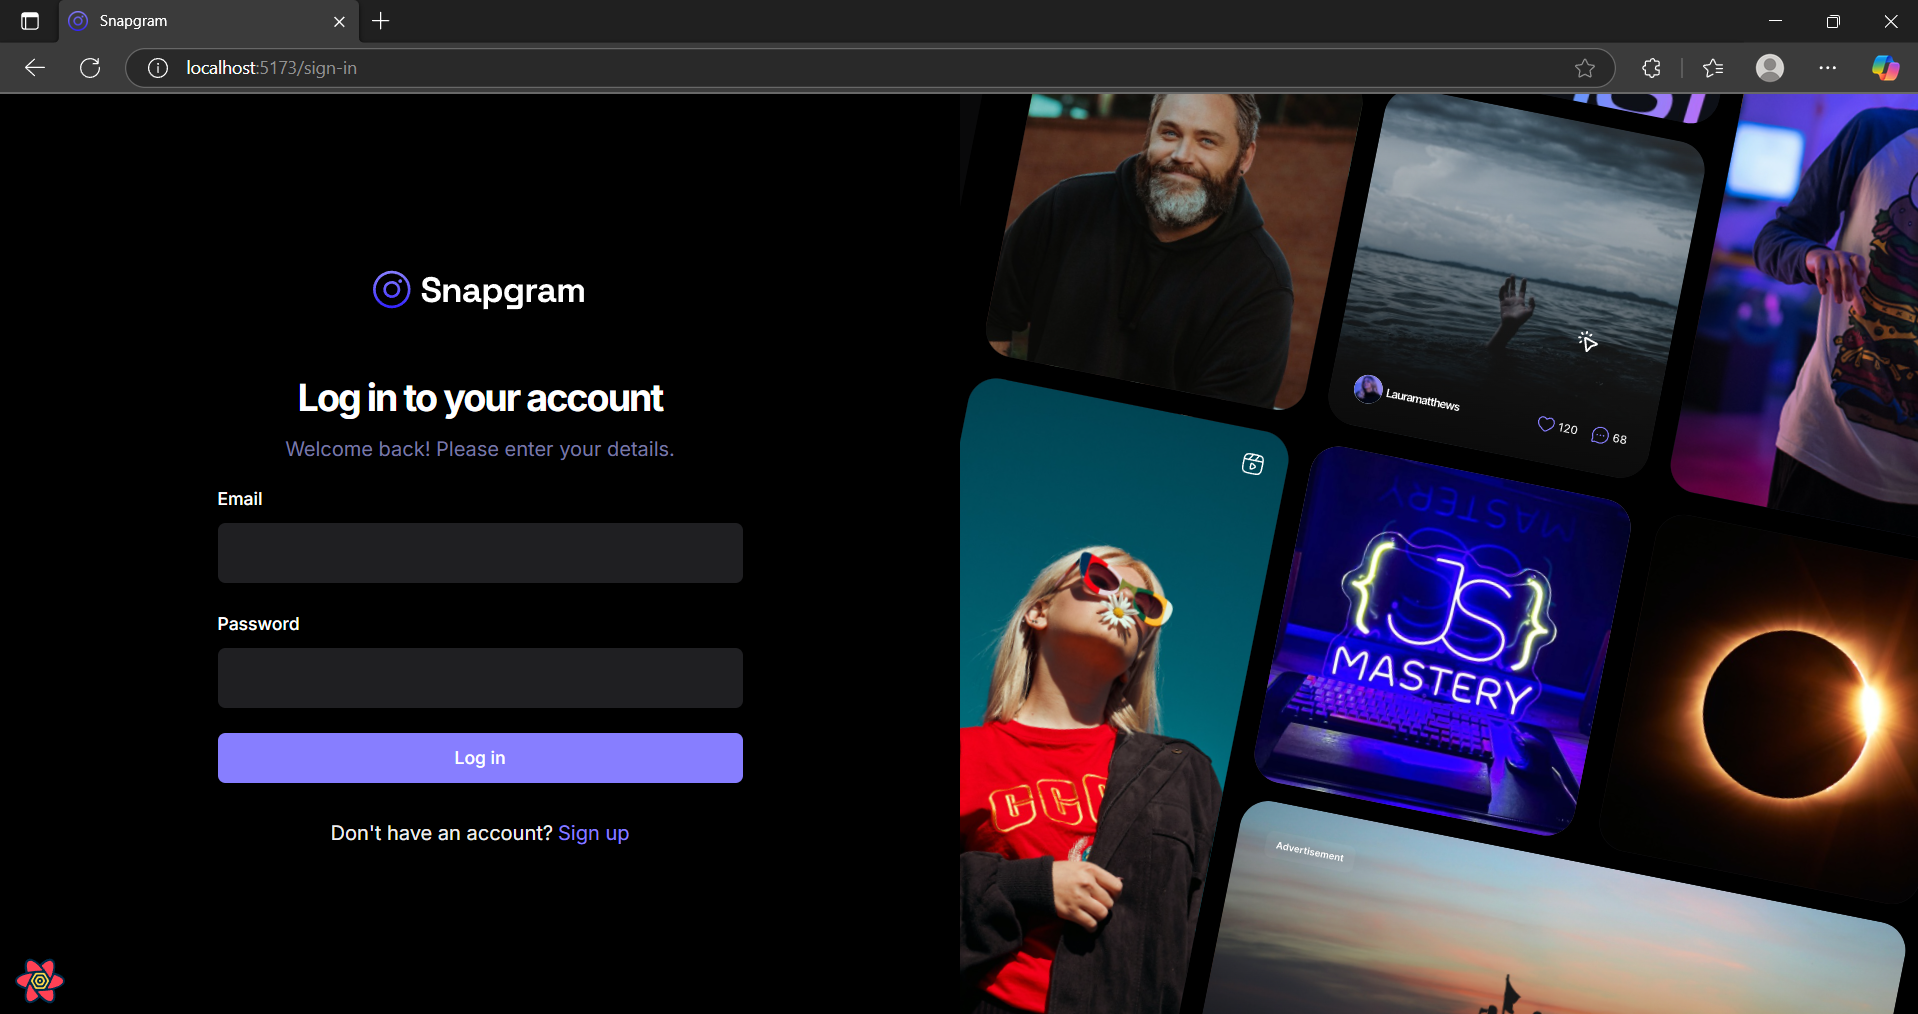 Snapgram
localhost:5173/sign-in
Snapgram
Log in to your account
Welcome back! Please enter your details.
Email
Password
Log in
Don't have an account? Sign up
Lauramatthews
120
68
MASTERY
{JS}
MASTERY
Advertisement